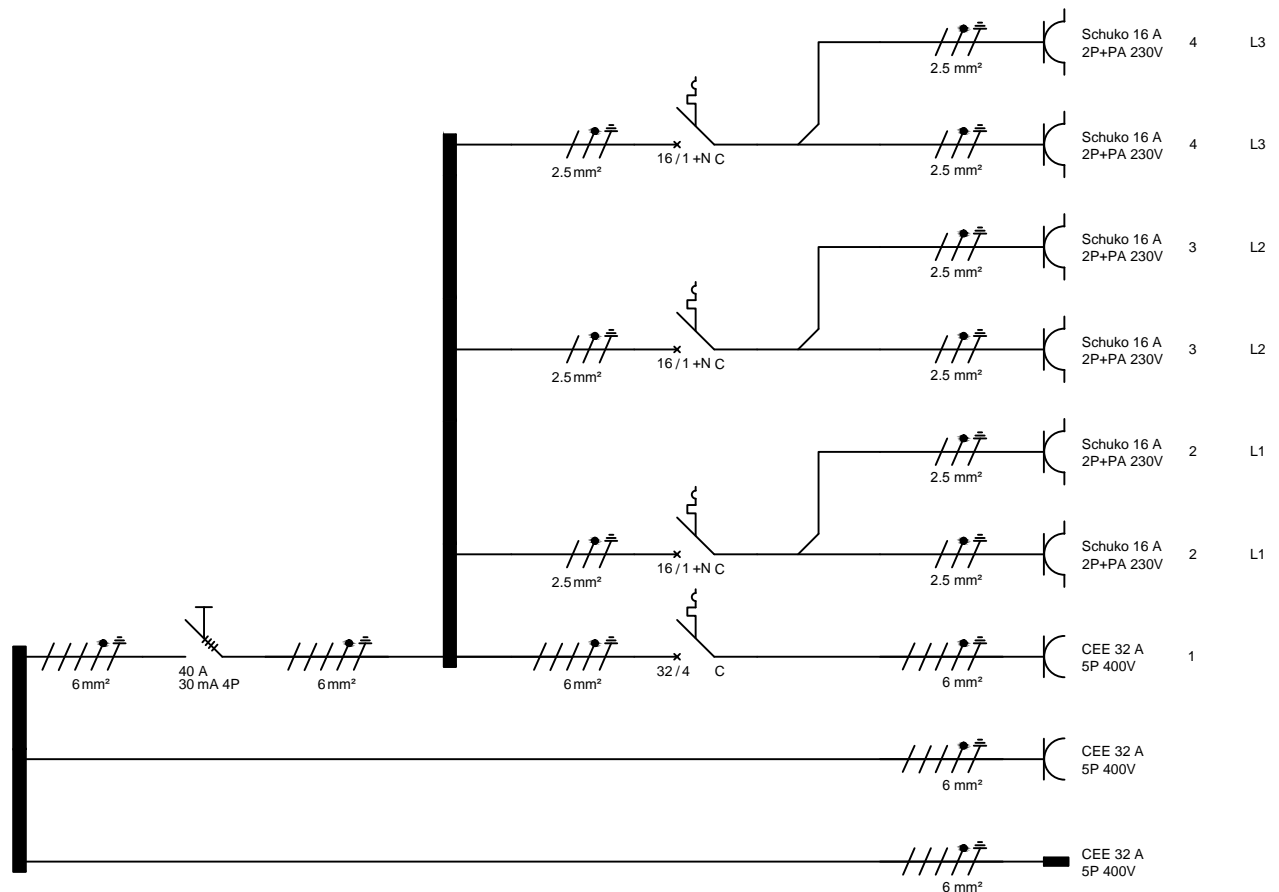 Schuko 16 A 4 L3
2P+PA 230V
2.5 mm²
Schuko 16 A 4 L3
2P+PA 230V
2.5 mm² 16 / 1 +N C 2.5 mm²
Schuko 16 A 3 L2
2P+PA 230V
2.5 mm²
Schuko 16 A 3 L2
2P+PA 230V
2.5 mm² 16 / 1 +N C 2.5 mm²
Schuko 16 A 2 L1
2P+PA 230V
2.5 mm²
Schuko 16 A 2 L1
2P+PA 230V
2.5 mm² 16 / 1 +N C 2.5 mm²
CEE 32 A 1
5P 400V
6 mm² 40 A 6 mm² 6 mm² 32 / 4 C 6 mm²
30 mA 4P
CEE 32 A
5P 400V
6 mm²
CEE 32 A
5P 400V
6 mm²